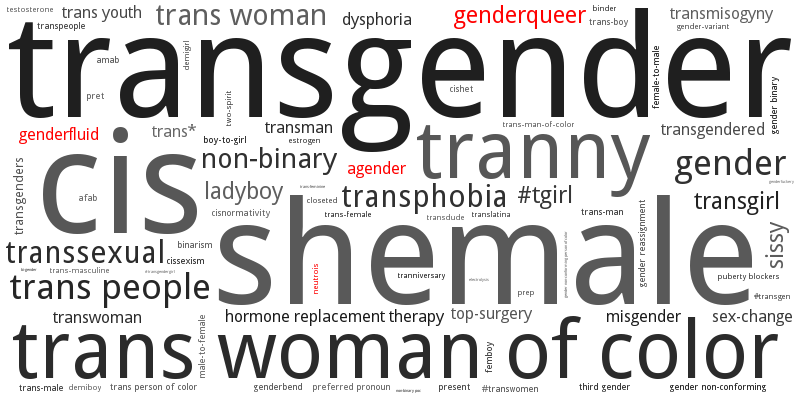 testosterone
trans youth
trans woman
dysphoria
genderqueer
binder
trans-boy
transmisogyny
gender-variant
transpeople
transgender
amab
demigirl
pret
two-spirit
cishet
female-to-male
gender binary
genderfluid
trans*
boy-to-girl
transman
estrogen
trans-man-of-color
transgendered
cis
non-binary
agender
tranny
gender
transgenders
afab
ladyboy
closeted
transphobia
#tgirl
transgirl
cisnormativity
trans-female
transdude
translatina
trans-man
gender reassignment
sissy
transsexual
binarism
cissexism
shemale
trans-masculine
neutrois
tranniversary
electrolysis
prep
puberty blockers
#transgen
trans people
transwoman
male-to-female
hormone replacement therapy
top-surgery
misgender
sex-change
trans
woman of color
femboy
trans-male
demiboy
trans person of color
genderbend
preferred pronoun
present
#transwomen
third gender
gender non-conforming